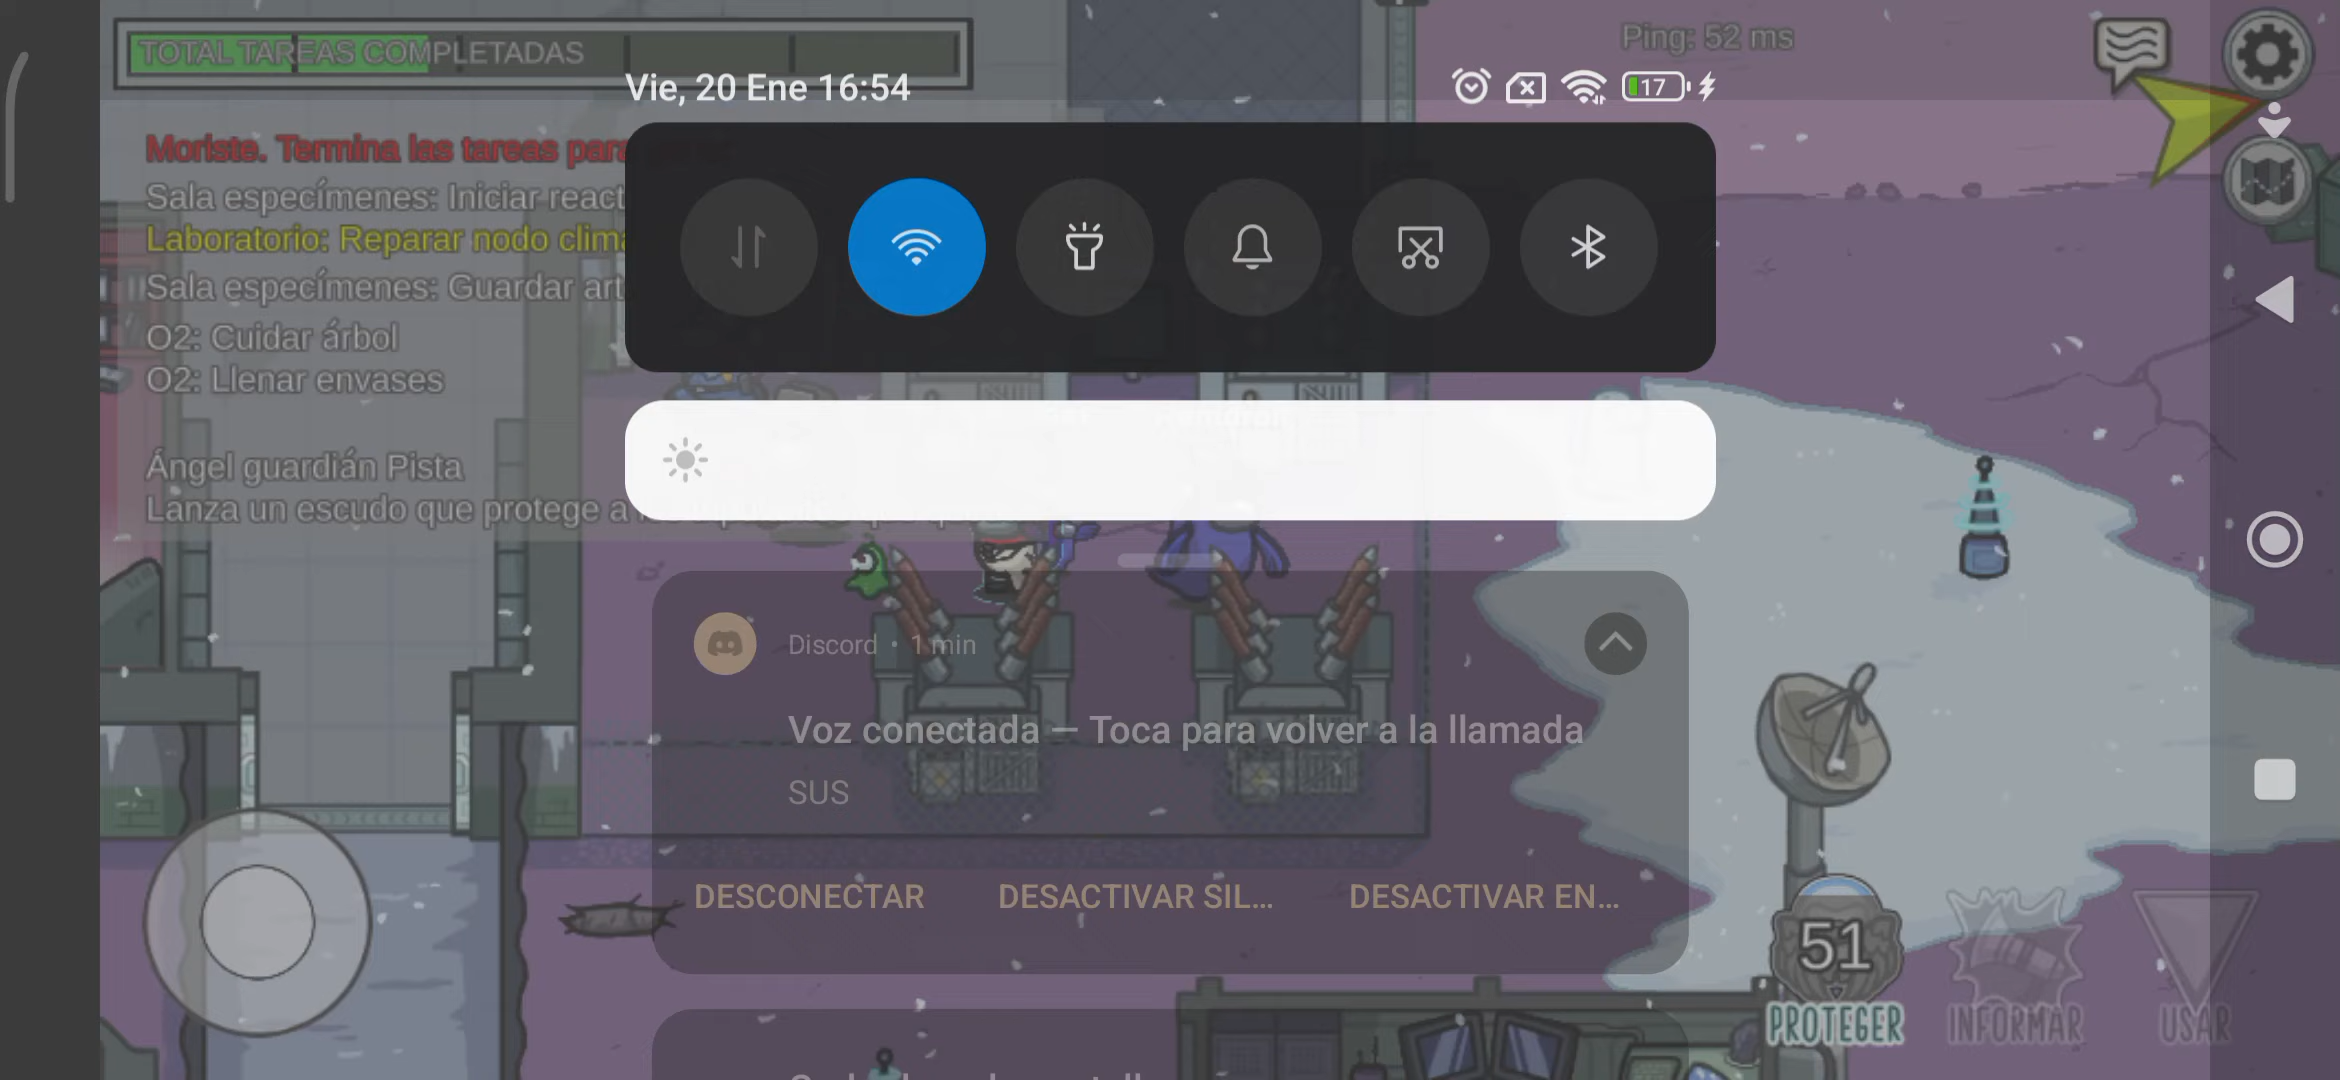 TOTAL TAREAS COMPLETADAS
Ping: 52 ms
Vie, 20 Ene 16:54
17
Moriste. Termina las tareas para
Sala especímenes: Iniciar react
Laboratorio: Reparar nodo clima
Sala especímenes: Guardar art
O2: Cuidar árbol
O2: Llenar envases
Ángel guardián Pista
Lanza un escudo que protege a
Discord • 1 min
Voz conectada — Toca para volver a la llamada
SUS
DESCONECTAR
DESACTIVAR SIL...
DESACTIVAR EN...
51
PROTEGER
INFORMAR
USAR